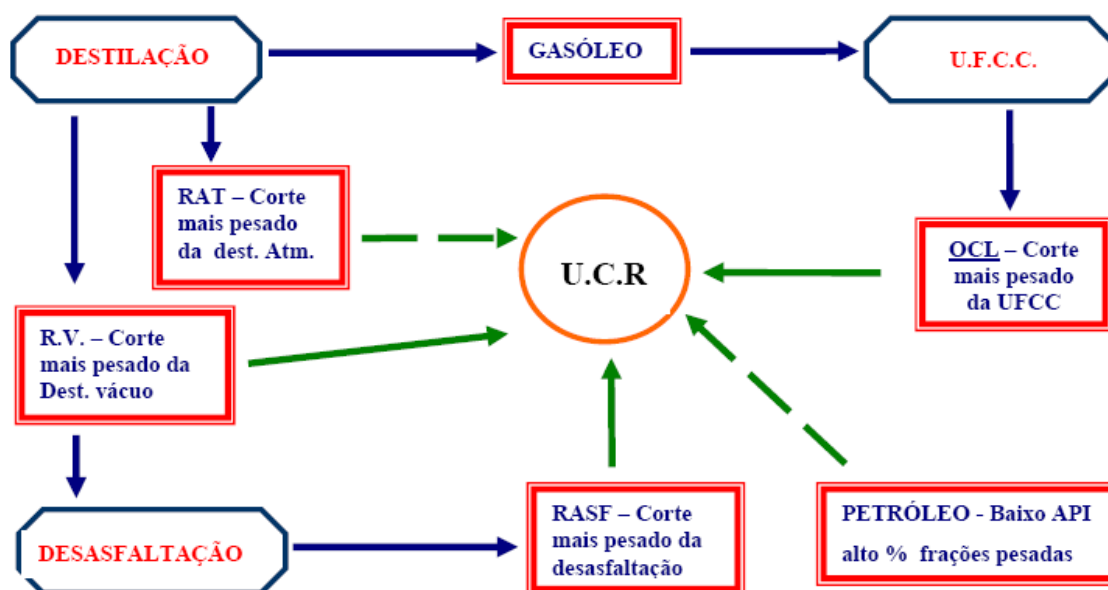 DESTILAÇÃO
GASÓLEO
U.F.C.C.
RAT – Corte
mais pesado
da dest. Atm.
U.C.R
OCL – Corte
mais pesado
da UFCC
R.V. – Corte
mais pesado da
Dest. vácuo
DESASFALTAÇÃO
RASF – Corte
mais pesado da
desasfaltação
PETRÓLEO - Baixo API
alto % frações pesadas